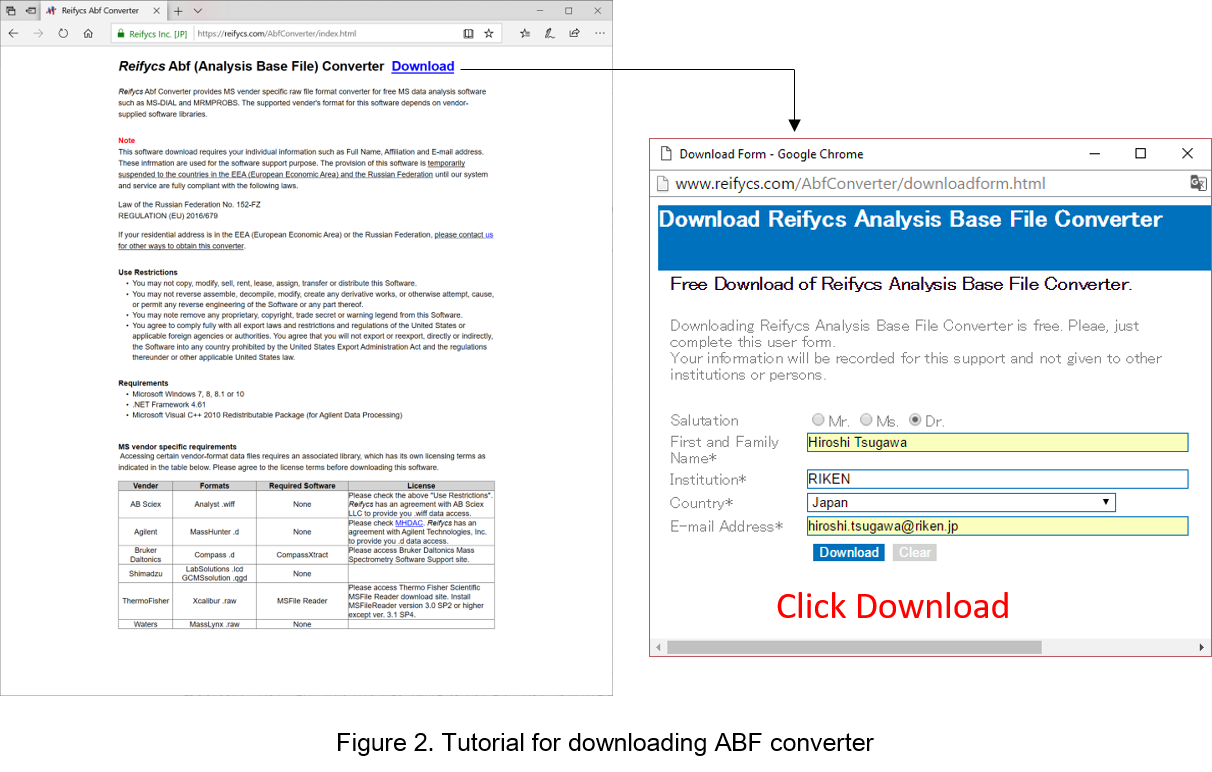 Reifycs Abf Converter
Reifycs Inc. [JP]
https://reifycs.com/AbfConverter/index.html
Reifycs Abf (Analysis Base File) Converter Download
Reifycs Abf Converter provides MS vender specific raw file format converter for free MS data analysis software
such as MS-DIAL and MRMPROBS. The supported vender's format for this software depends on vendor-
supplied software libraries.
Note
This software download requires your individual information such as Full Name, Affiliation and E-mail address.
These infrmation are used for the software support purpose. The provision of this software is temporarily
suspended to the countries in the EEA (European Economic Area) and the Russian Federation until our system
and service are fully compliant with the following laws.
Law of the Russian Federation No. 152-FZ
REGULATION (EU) 2016/679
If your residential address is in the EEA (European Economic Area) or the Russian Federation, please contact us
for other ways to obtain this converter.
Use Restrictions
• You may not copy, modify, sell, rent, lease, assign, transfer or distribute this Software.
• You may not reverse assemble, decompile, modify, create any derivative works, or otherwise attempt, cause,
or permit any reverse engineering of the Software or any part thereof.
• You may note remove any proprietary, copyright, trade secret or warning legend from this Software.
• You agree to comply fully with all export laws and restrictions and regulations of the United States or
applicable foreign agencies or authorities. You agree that you will not export or reexport, directly or indirectly,
the Software into any country prohibited by the United States Export Administration Act and the regulations
thereunder or other applicable United States law.
Requirements
• Microsoft Windows 7, 8, 8.1 or 10
• .NET Framework 4.61
• Microsoft Visual C++ 2010 Redistributable Package (for Agilent Data Processing)
MS vendor specific requirements
Accessing certain vendor-format data files requires an associated library, which has its own licensing terms as
indicated in the table below. Please agree to the license terms before downloading this software.
Vender Formats Required Software License
AB Sciex Analyst .wiff None Please check the above "Use Restrictions".
Reifycs has an agreement with AB Sciex
LLC to provide you .wiff data access.
Agilent MassHunter .d None Please check MHDAC. Reifycs has an
agreement with Agilent Technologies, Inc.
to provide you .d data access.
Bruker
Daltonics Compass .d CompassXtract Please access Bruker Daltonics Mass
Spectrometry Software Support site.
Shimadzu LabSolutions .lcd
GCMSsolution .qgd None
ThermoFisher Xcalibur .raw MSFile Reader Please access Thermo Fisher Scientific
MSFile Reader download site. Install
MSFileReader version 3.0 SP2 or higher
except ver. 3.1 SP4.
Waters MassLynx .raw None
Download Form - Google Chrome
www.reifycs.com/AbfConverter/downloadform.html
Download Reifycs Analysis Base File Converter
Free Download of Reifycs Analysis Base File Converter.
Downloading Reifycs Analysis Base File Converter is free. Pleae, just
complete this user form.
Your infomation will be recorded for this support and not given to other
institutions or persons.
Salutation Mr. Ms. Dr.
First and Family
Name* Hiroshi Tsugawa
Institution* RIKEN
Country* Japan
E-mail Address* hiroshi.tsugawa@riken.jp
Download Clear
Click Download
Figure 2. Tutorial for downloading ABF converter